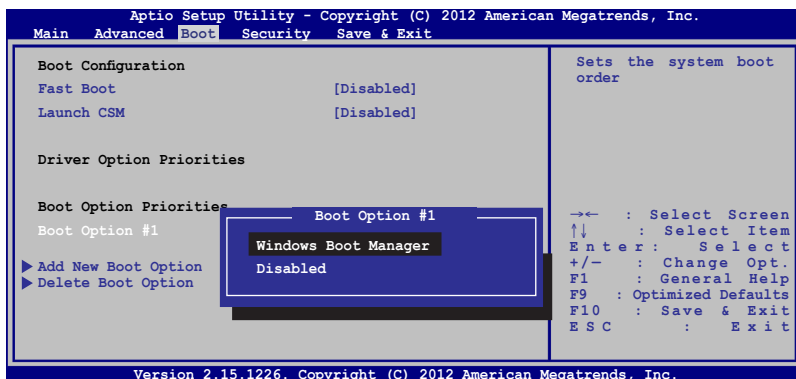 Aptio Setup Utility - Copyright (C) 2012 American Megatrends, Inc.
Main Advanced Boot Security Save & Exit
Boot Configuration
Fast Boot [Disabled]
Launch CSM [Disabled]
Driver Option Priorities
Boot Option Priorities
Boot Option #1
Add New Boot Option
Delete Boot Option
Boot Option #1
Windows Boot Manager
Disabled
Sets the system boot
order
→← : Select Screen
↑↓ : Select Item
Enter: Select
+/— : Change Opt.
F1 : General Help
F9 : Optimized Defaults
F10 : Save & Exit
ESC : Exit
Version 2.15.1226. Copyright (C) 2012 American Megatrends, Inc.